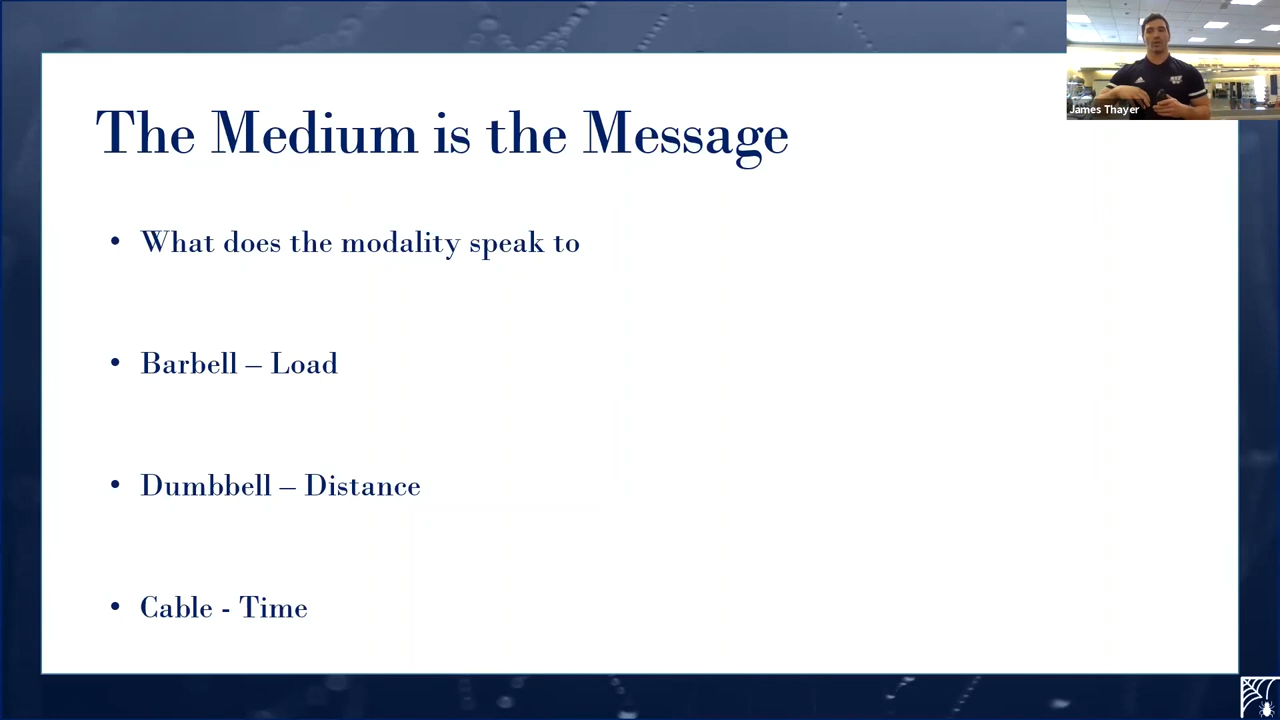 The Medium is the Message
• What does the modality speak to
• Barbell – Load
• Dumbbell – Distance
• Cable - Time
James Thayer